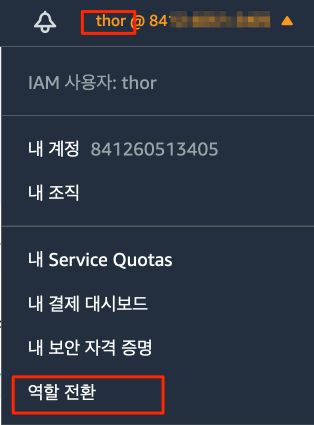 thor @ 841
IAM 사용자: thor
내 계정 841260513405
내 조직
내 Service Quotas
내 결제 대시보드
내 보안 자격 증명
역할 전환